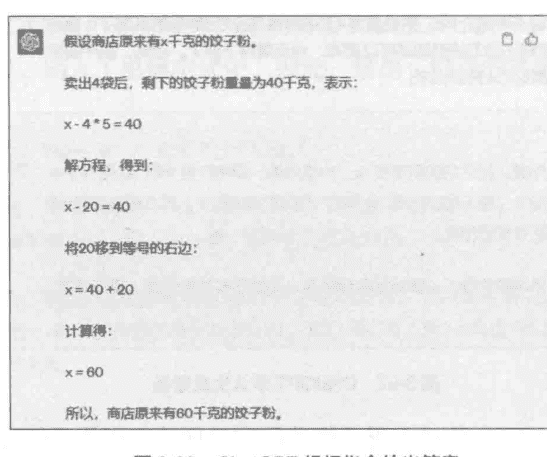 假设商店原来有x千克的饺子粉。
卖出4袋后，剩下的饺子粉重量为40千克，表示：
x - 4 * 5 = 40
解方程，得到：
x - 20 = 40
将20移到等号的右边：
x = 40 + 20
计算得：
x = 60
所以，商店原来有60千克的饺子粉。